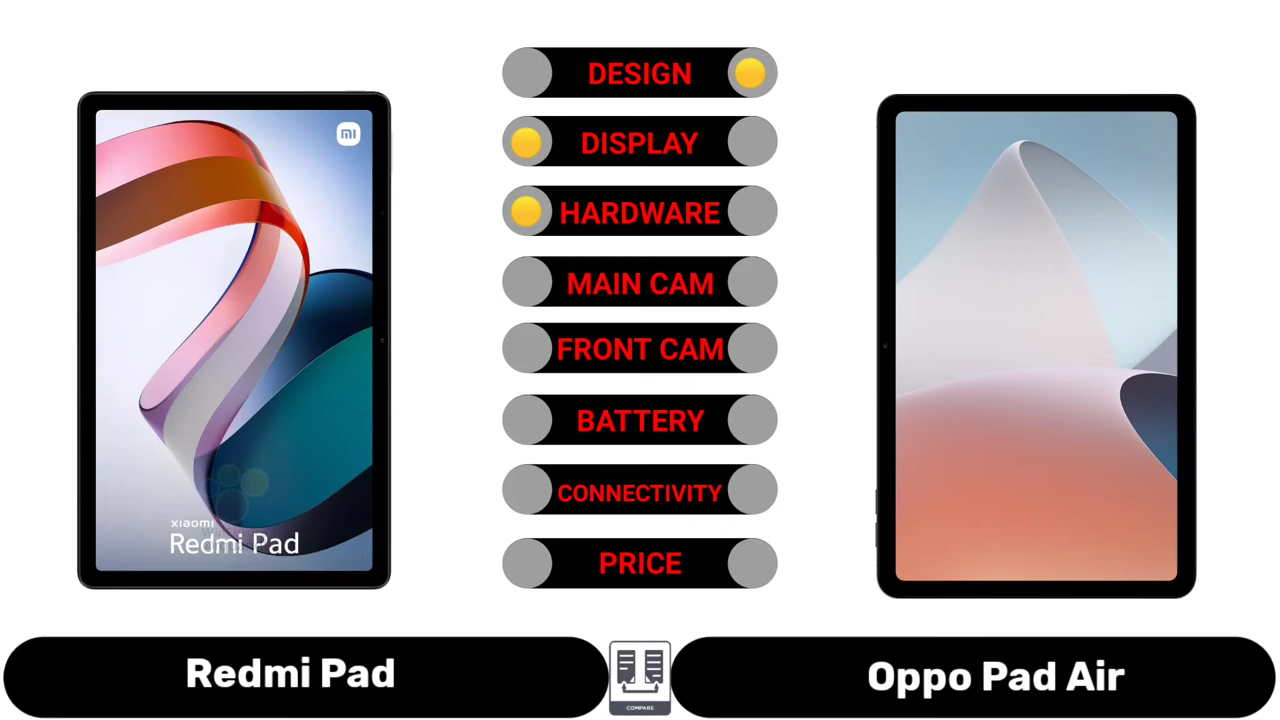 DESIGN
DISPLAY
HARDWARE
MAIN CAM
FRONT CAM
BATTERY
CONNECTIVITY
PRICE
mi
xiaomi
Redmi Pad
Redmi Pad
COMPARE
Oppo Pad Air